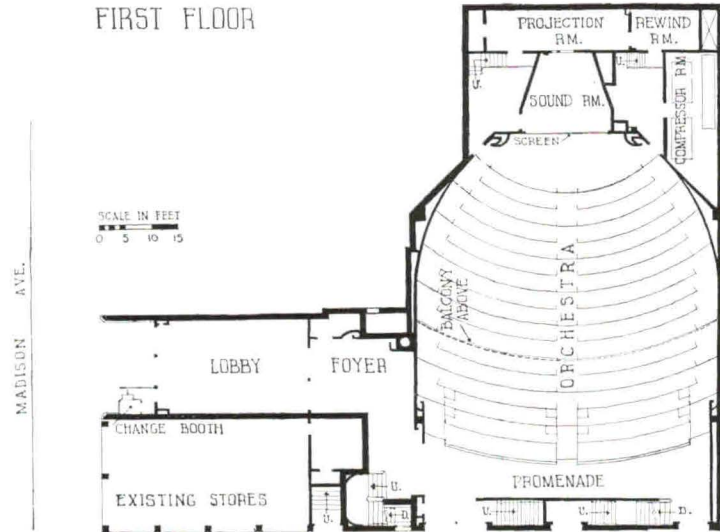 FIRST FLOOR
PROJECTION
RM.
REWIND
RM.
U.
U.
SOUND RM.
COMPRESSOR RM.
SCREEN
SCALE IN FEET
0 5 10 15
MADISON AVE.
BALCONY
ABOVE
ORCHESTRA
LOBBY
FOYER
CHANGE BOOTH
EXISTING STORES
PROMENADE
U.
U.
D.
U.
U.
D.